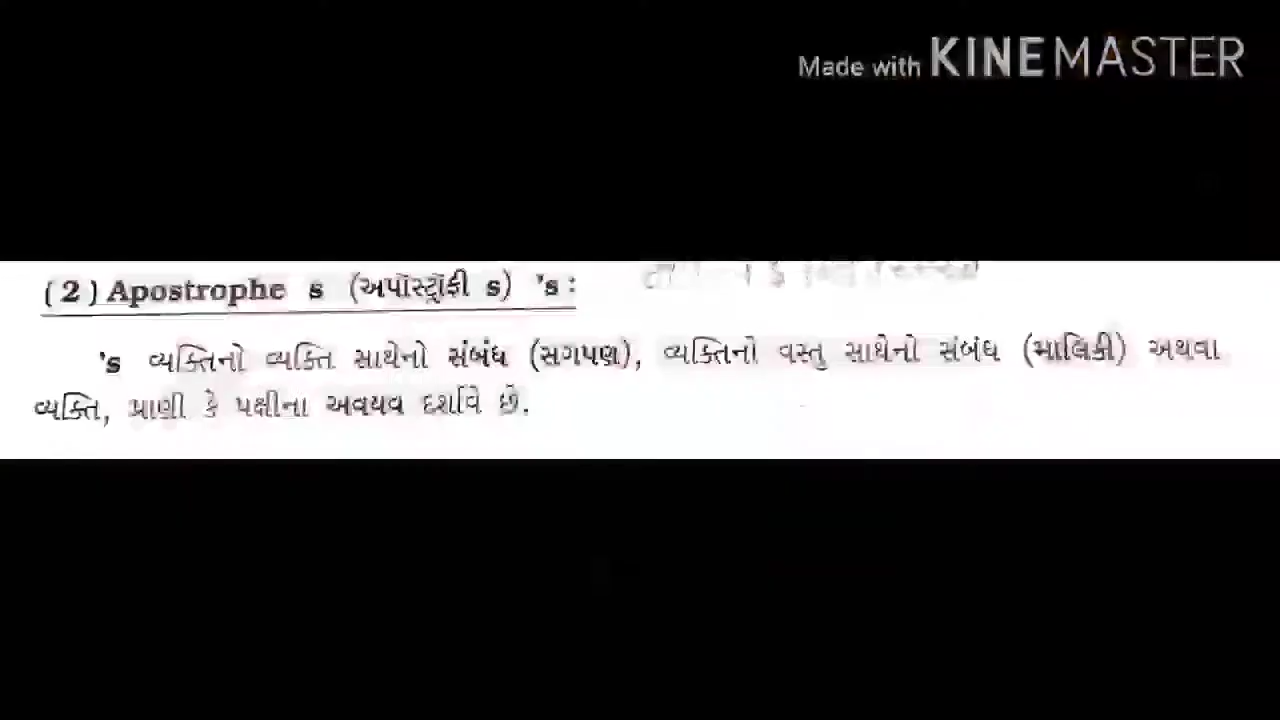 Made with KINEMASTER
(2) Apostrophe s (અપૉસ્ટ્રૉફી s) 's :
's વ્યક્તિનો વ્યક્તિ સાથેનો સંબંધ (સગપણ), વ્યક્તિનો વસ્તુ સાથેનો સંબંધ (માલિકી) અથવા
વ્યક્તિ, પ્રાણી કે પક્ષીના અવયવ દર્શાવે છે.